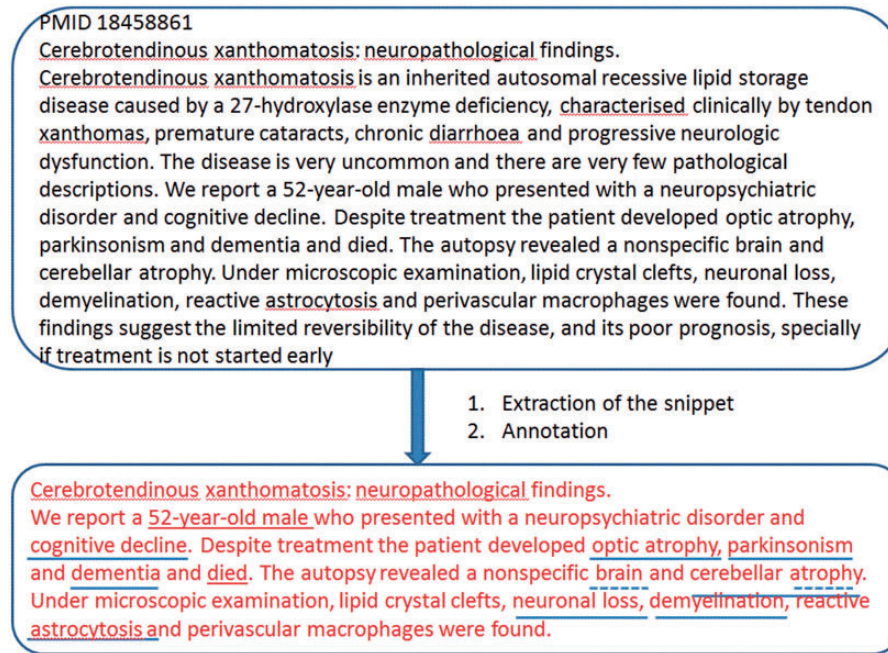 PMID 18458861
Cerebrotendinous xanthomatosis: neuropathological findings.
Cerebrotendinous xanthomatosis is an inherited autosomal recessive lipid storage
disease caused by a 27-hydroxylase enzyme deficiency, characterised clinically by tendon
xanthomas, premature cataracts, chronic diarrhoea and progressive neurologic
dysfunction. The disease is very uncommon and there are very few pathological
descriptions. We report a 52-year-old male who presented with a neuropsychiatric
disorder and cognitive decline. Despite treatment the patient developed optic atrophy,
parkinsonism and dementia and died. The autopsy revealed a nonspecific brain and
cerebellar atrophy. Under microscopic examination, lipid crystal clefts, neuronal loss,
demyelination, reactive astrocytosis and perivascular macrophages were found. These
findings suggest the limited reversibility of the disease, and its poor prognosis, specially
if treatment is not started early
1. Extraction of the snippet
2. Annotation
Cerebrotendinous xanthomatosis: neuropathological findings.
We report a 52-year-old male who presented with a neuropsychiatric disorder and
cognitive decline. Despite treatment the patient developed optic atrophy, parkinsonism
and dementia and died. The autopsy revealed a nonspecific brain and cerebellar atrophy.
Under microscopic examination, lipid crystal clefts, neuronal loss, demyelination, reactive
astrocytosis and perivascular macrophages were found.